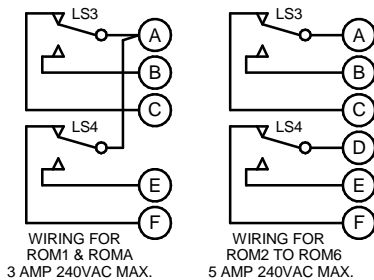 LS3
A
B
C
LS4
E
F
WIRING FOR
ROM1 & ROMA
3 AMP 240VAC MAX.
LS3
A
B
C
LS4
D
E
F
WIRING FOR
ROM2 TO ROM6
5 AMP 240VAC MAX.